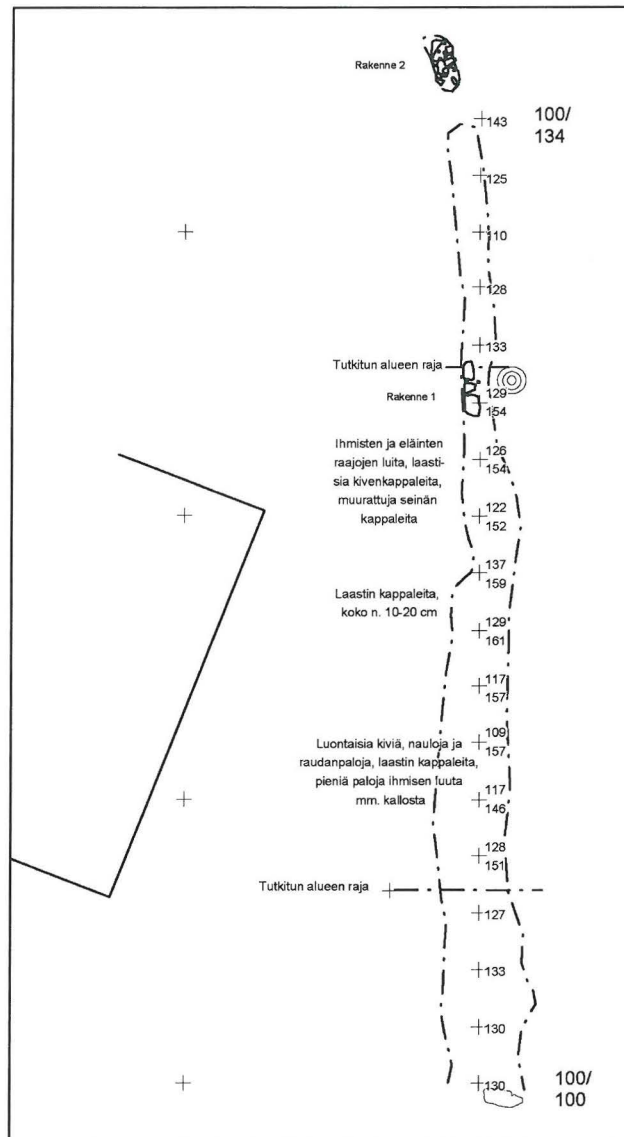 Rakenne 2
143
100/
134
125
110
128
133
Tutkitun alueen raja
Rakenne 1
129
154
Ihmisten ja eläinten
raajojen luita, laasti-
sia kivenkappaleita,
muurattuja seinän
kappaleita
126
154
122
152
137
159
Laastin kappaleita,
koko n. 10-20 cm
129
161
117
157
109
157
Luontaisia kiviä, nauloja ja
raudanpaloja, laastin kappaleita,
pieniä paloja ihmisen luuta
mm. kallosta
117
146
128
151
Tutkitun alueen raja
127
133
130
130
100/
100